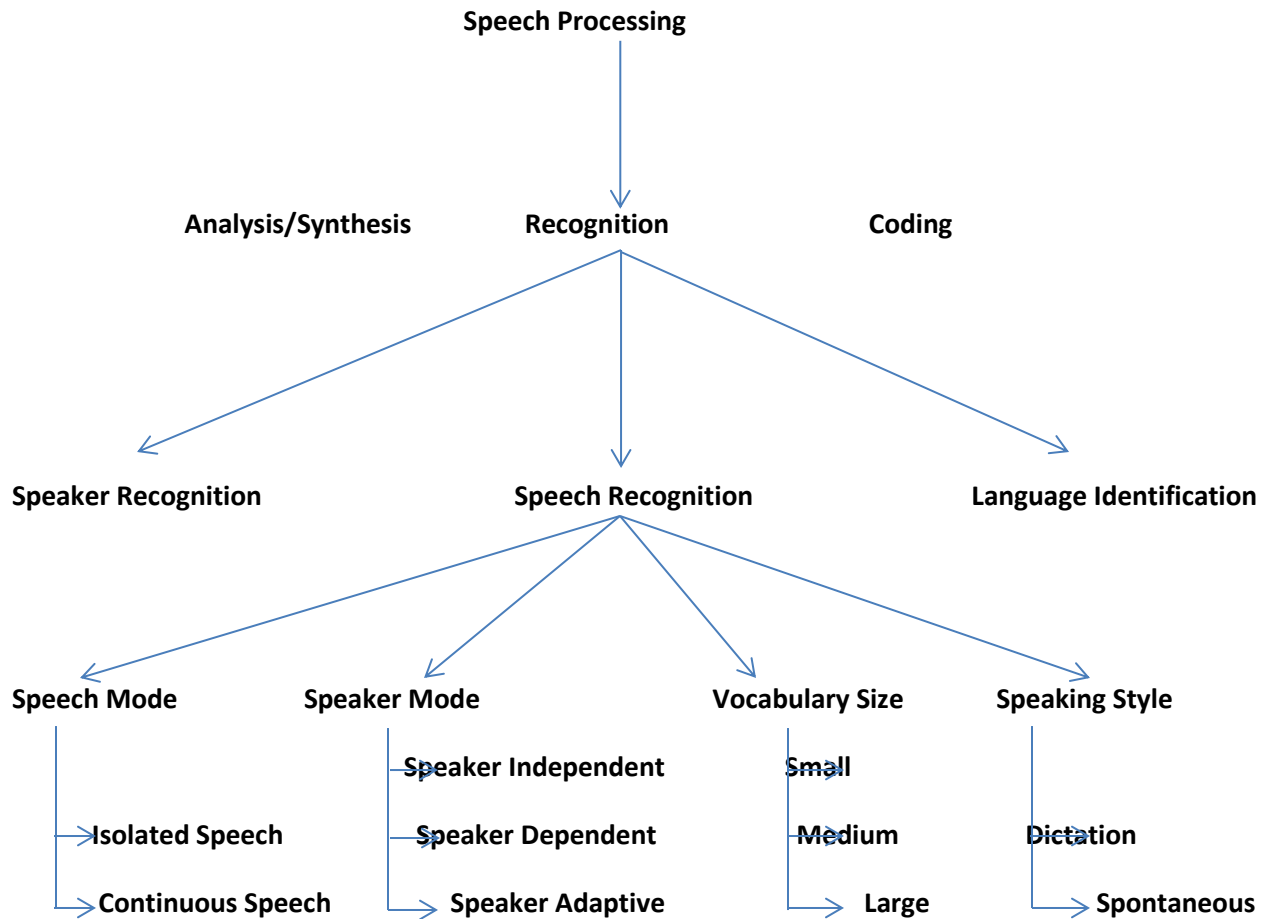 Speech Processing
Analysis/Synthesis Recognition Coding
Speaker Recognition Speech Recognition Language Identification
Speech Mode Speaker Mode Vocabulary Size Speaking Style
Speaker Independent Small
Isolated Speech Speaker Dependent Medium Dictation
Continuous Speech Speaker Adaptive Large Spontaneous